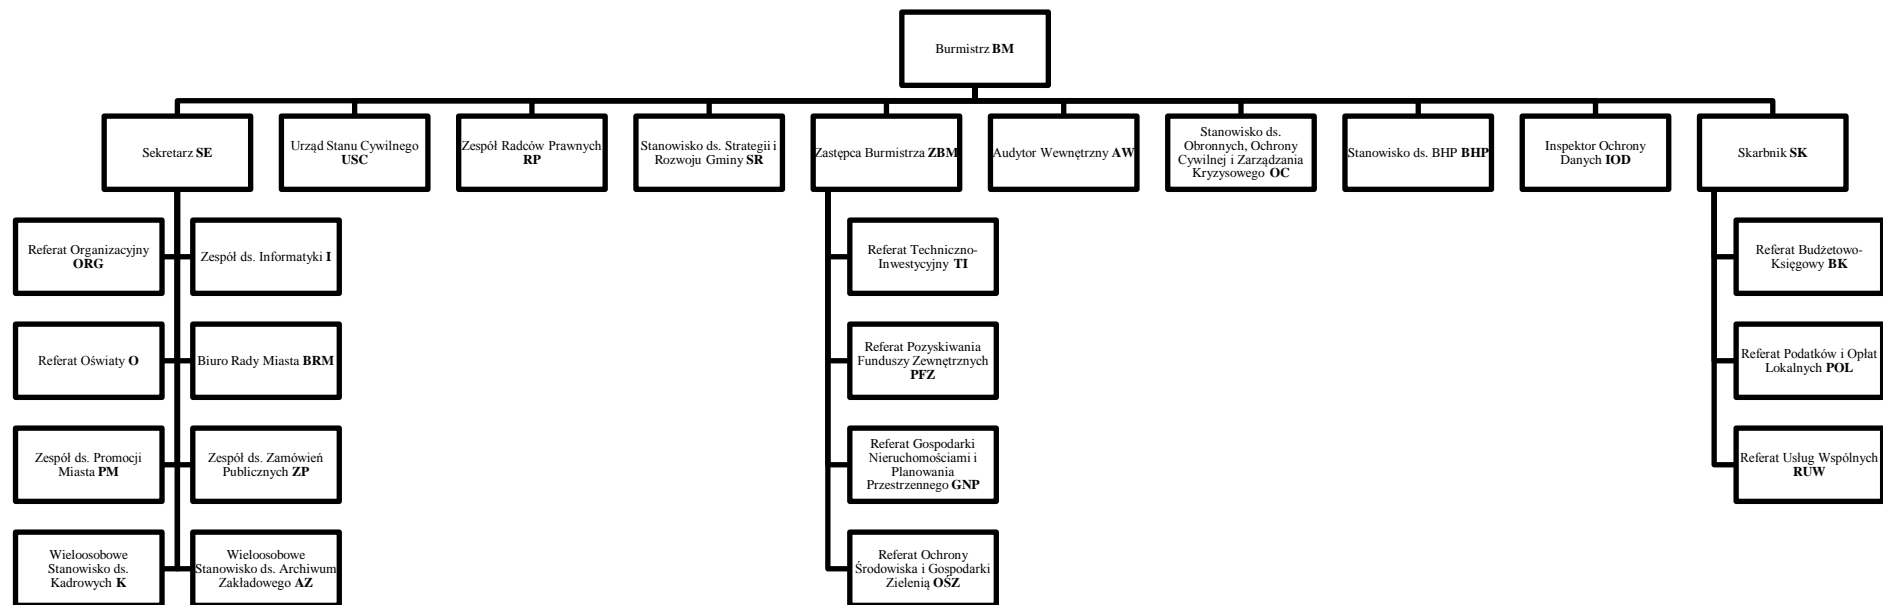 Burmistrz BM
Sekretarz SE
Urząd Stanu Cywilnego
USC
Zespół Radców Prawnych
RP
Stanowisko ds. Strategii i
Rozwoju Gminy SR
Zastępca Burmistrza ZBM
Audytor Wewnętrzny AW
Stanowisko ds.
Obronnych, Ochrony
Cywilnej i Zarządzania
Kryzysowego OC
Stanowisko ds. BHP BHP
Inspektor Ochrony
Danych IOD
Skarbnik SK
Referat Organizacyjny
ORG
Zespół ds. Informatyki I
Referat Techniczno-
Inwestycyjny TI
Referat Budżetowo-
Księgowy BK
Referat Oświaty O
Biuro Rady Miasta BRM
Referat Pozyskiwania
Funduszy Zewnętrznych
PFZ
Referat Podatków i Opłat
Lokalnych POL
Zespół ds. Promocji
Miasta PM
Zespół ds. Zamówień
Publicznych ZP
Referat Gospodarki
Nieruchomościami i
Planowania
Przestrzennego GNP
Referat Usług Wspólnych
RUW
Wieloosobowe
Stanowisko ds.
Kadrowych K
Wieloosobowe
Stanowisko ds. Archiwum
Zakładowego AZ
Referat Ochrony
Środowiska i Gospodarki
Zielenią OŚZ